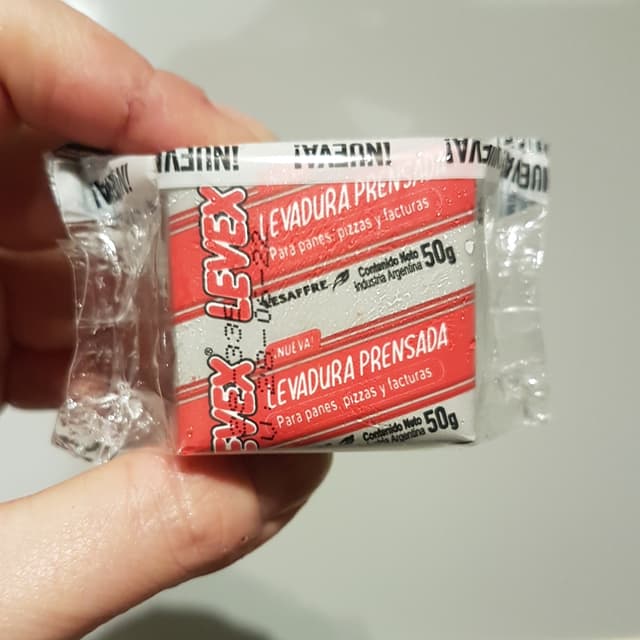 ¡NUEVA!
¡NUEVA!
¡NUEVA!
LEVEX
LEVADURA PRENSADA
Para panes, pizzas y facturas
LESAFFRE
Contenido Neto 50g
Industria Argentina
LEVEX®
¡NUEVA!
LEVADURA PRENSADA
Para panes, pizzas y facturas
Contenido Neto 50g
Argentina